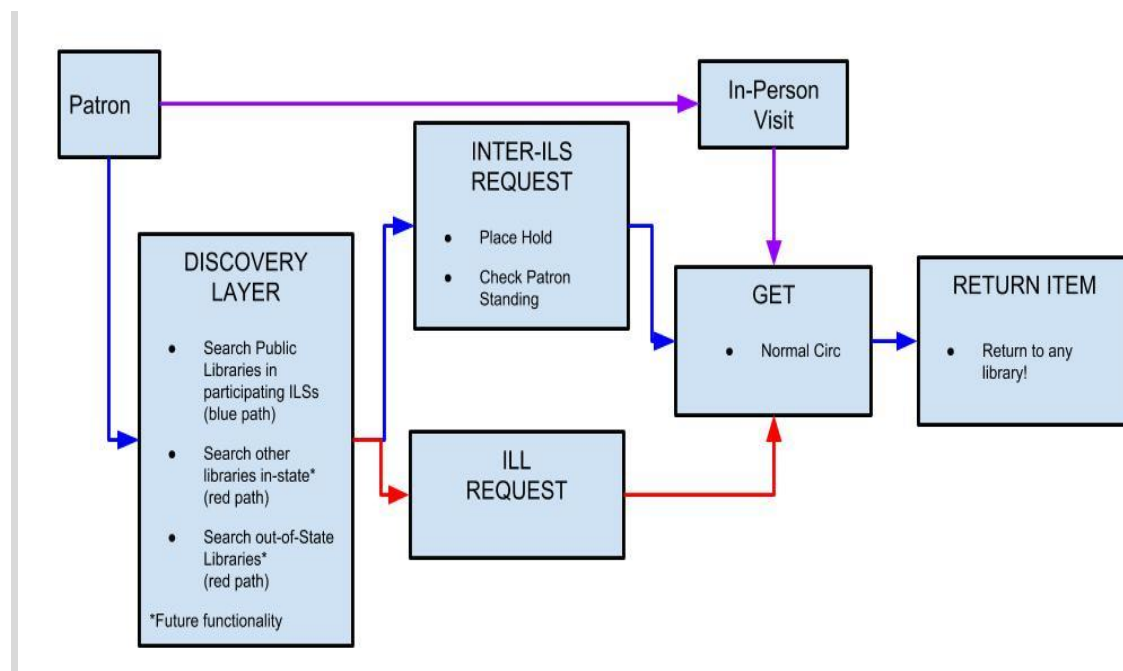 Patron
In-Person
Visit
INTER-ILS
REQUEST
● Place Hold
● Check Patron
Standing
DISCOVERY
LAYER
● Search Public
Libraries in
participating ILSs
(blue path)
● Search other
libraries in-state*
(red path)
● Search out-of-State
Libraries*
(red path)
*Future functionality
GET
● Normal Circ
RETURN ITEM
● Return to any
library!
ILL
REQUEST